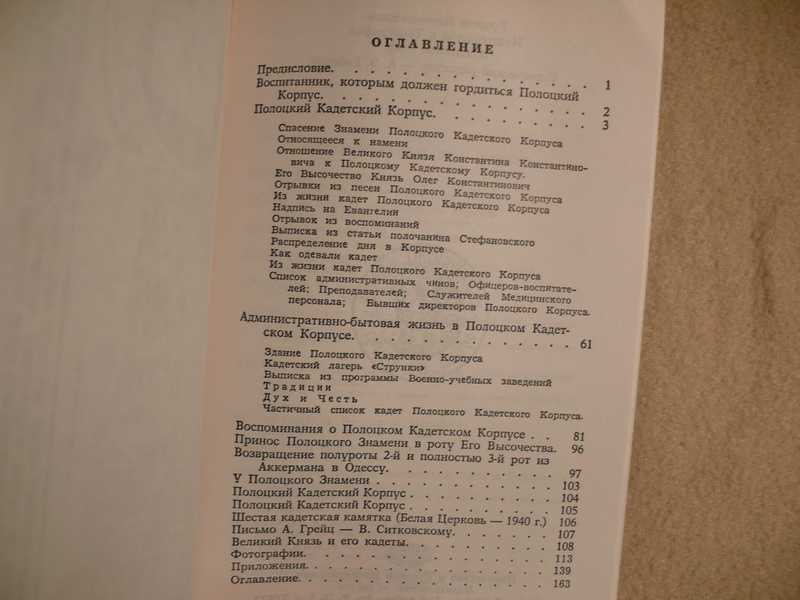 ОГЛАВЛЕНИЕ
Предисловие. . . . . . . . . . . . . . . . 1
Воспитанник, которым должен гордиться Полоцкий
Корпус. . . . . . . . . . . . . . . . 2
Полоцкий Кадетский Корпус. . . . . . . . . . 3
Спасение Знамени Полоцкого Кадетского Корпуса
Относящееся к намени
Отношение Великого Князя Константина Константино-
вича к Полоцкому Кадетскому Корпусу.
Его Высочество Князь Олег Константинович
Отрывки из песен Полоцкого Кадетского Корпуса
Из жизни кадет Полоцкого Кадетского Корпуса
Надпись на Евангелии
Отрывок из воспоминаний
Выписка из статьи полочанина Стефановского
Распределение дня в Корпусе
Как одевали кадет
Из жизни кадет Полоцкого Кадетского Корпуса
Список административных чинов; Офицеров-воспитате-
лей; Преподавателей; Служителей Медицинского
персонала; Бывших директоров Полоцкого Корпуса.
Административно-бытовая жизнь в Полоцком Кадет-
ском Корпусе. . . . . . . . . . . . . . 61
Здание Полоцкого Кадетского Корпуса
Кадетский лагерь «Струнки»
Выписка из программы Военно-учебных заведений
Традиции
Дух и Честь
Частичный список кадет Полоцкого Кадетского Корпуса.
Воспоминания о Полоцком Кадетском Корпусе . . 81
Принос Полоцкого Знамени в роту Его Высочества. 96
Возвращение полуроты 2-й и полностью 3-й рот из
Аккермана в Одессу. . . . . . . . . . . . 97
У Полоцкого Знамени . . . . . . . . . . . . 103
Полоцкий Кадетский Корпус . . . . . . . . . . 104
Полоцкий Кадетский Корпус . . . . . . . . . . 105
Шестая кадетская камятка (Белая Церковь — 1940 г.) 106
Письмо А. Грейц — В. Ситковскому. . . . . . . 107
Великий Князь и его кадеты. . . . . . . . . . 108
Фотографии. . . . . . . . . . . . . . . . 113
Приложения. . . . . . . . . . . . . . . . 139
Оглавление. . . . . . . . . . . . . . . . 163